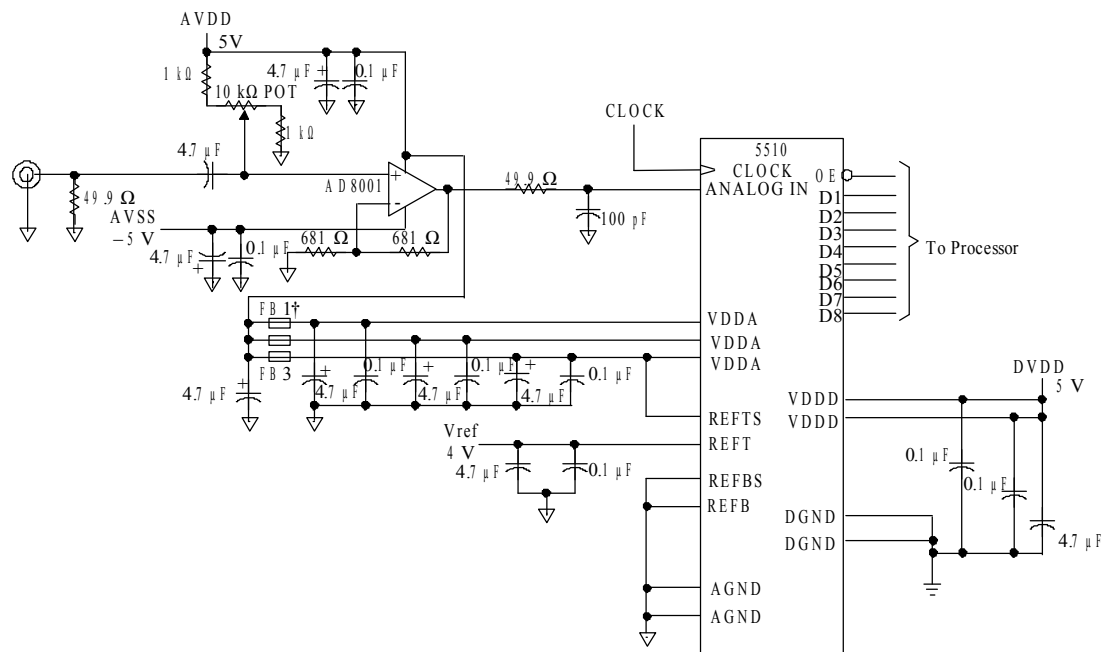 AVDD
5V
1 kΩ
10 kΩ POT
1 kΩ
4.7 µF
0.1 µF
4.7 µF
49.9 Ω
AD8001
+
-
AVSS
−5 V
4.7 µF
0.1 µF
681 Ω
681 Ω
49.9 Ω
100 pF
CLOCK
5510
CLOCK
ANALOG IN
OE
D1
D2
D3
D4
D5
D6
D7
D8
To Processor
FB 1†
FB 3
VDDA
VDDA
VDDA
4.7 µF
4.7 µF
0.1 µF
4.7 µF
0.1 µF
4.7 µF
0.1 µF
REFTS
Vref
4 V
REFT
4.7 µF
0.1 µF
REFBS
REFB
AGND
AGND
DVDD
5 V
VDDD
VDDD
0.1 µF
0.1 µF
4.7 µF
DGND
DGND